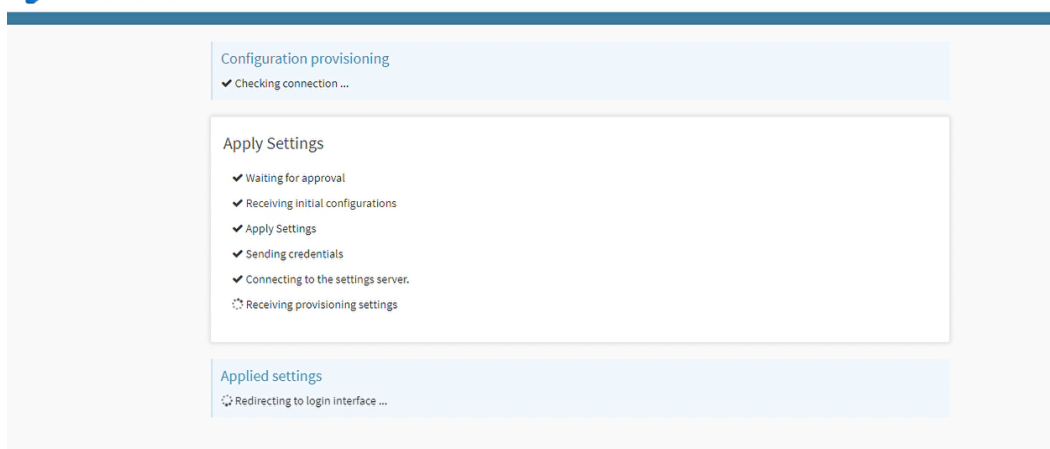 Configuration provisioning
Checking connection ...
Apply Settings
Waiting for approval
Receiving initial configurations
Apply Settings
Sending credentials
Connecting to the settings server.
Receiving provisioning settings
Applied settings
Redirecting to login interface ...